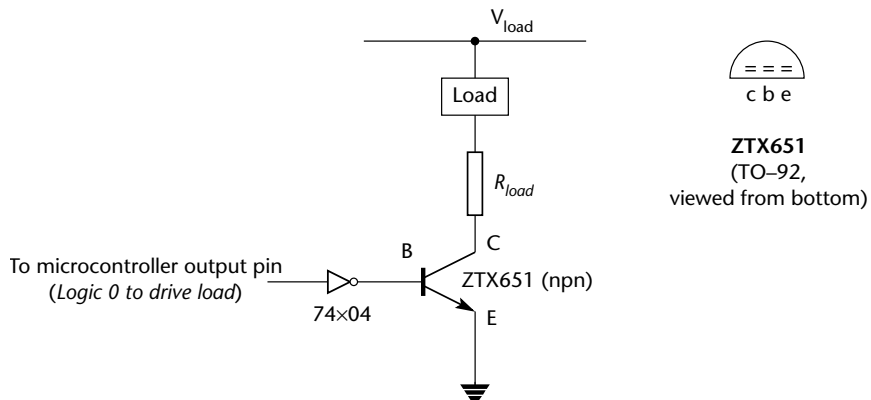 V_load
Load
R_load
B
C
E
ZTX651 (npn)
To microcontroller output pin
(Logic 0 to drive load)
74×04
= = =
c b e
ZTX651
(TO–92,
viewed from bottom)